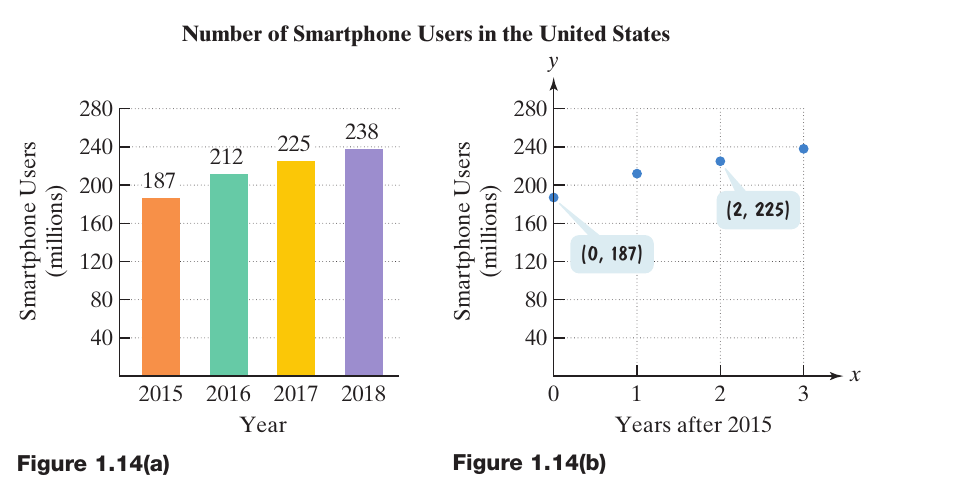 Number of Smartphone Users in the United States
Smartphone Users
(millions)
280
240
200
160
120
80
40
187
212
225
238
2015 2016 2017 2018
Year
Figure 1.14(a)
y
Smartphone Users
(millions)
280
240
200
160
120
80
40
(2, 225)
(0, 187)
0 1 2 3
x
Years after 2015
Figure 1.14(b)